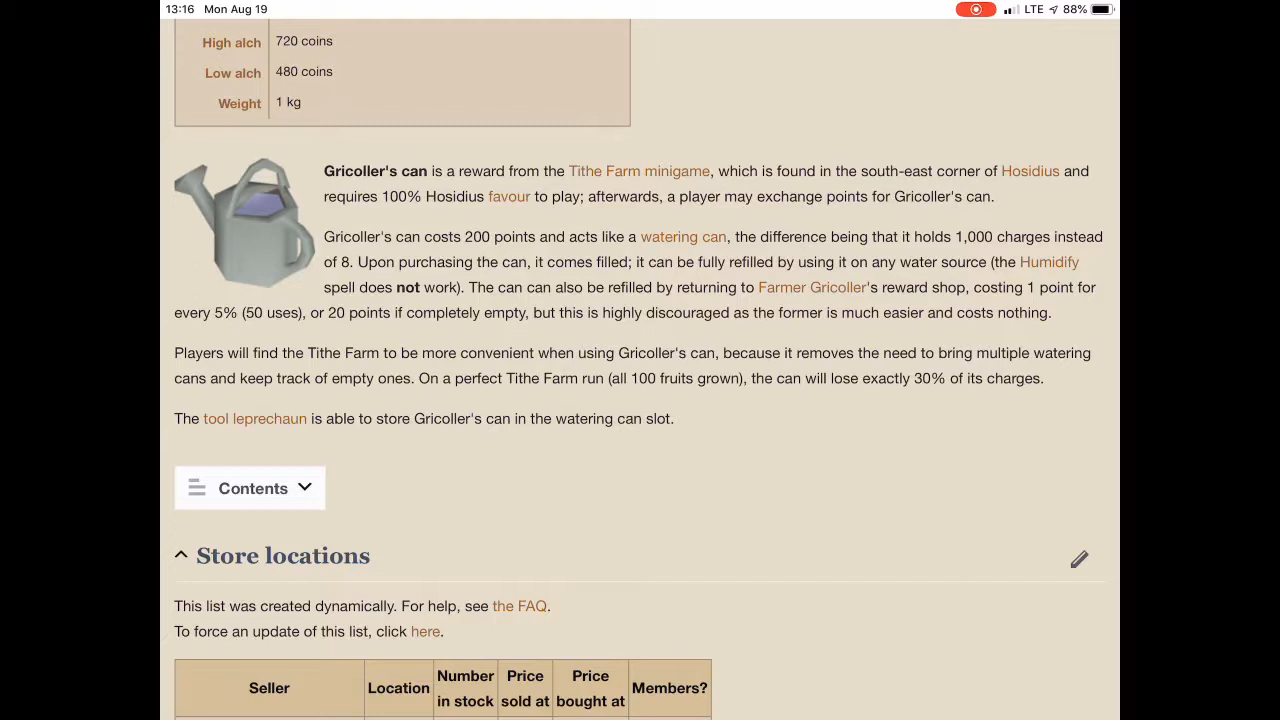 13:16 Mon Aug 19 LTE 88%
High alch 720 coins
Low alch 480 coins
Weight 1 kg
Gricoller's can is a reward from the Tithe Farm minigame, which is found in the south-east corner of Hosidius and
requires 100% Hosidius favour to play; afterwards, a player may exchange points for Gricoller's can.
Gricoller's can costs 200 points and acts like a watering can, the difference being that it holds 1,000 charges instead
of 8. Upon purchasing the can, it comes filled; it can be fully refilled by using it on any water source (the Humidify
spell does not work). The can can also be refilled by returning to Farmer Gricoller's reward shop, costing 1 point for
every 5% (50 uses), or 20 points if completely empty, but this is highly discouraged as the former is much easier and costs nothing.
Players will find the Tithe Farm to be more convenient when using Gricoller's can, because it removes the need to bring multiple watering
cans and keep track of empty ones. On a perfect Tithe Farm run (all 100 fruits grown), the can will lose exactly 30% of its charges.
The tool leprechaun is able to store Gricoller's can in the watering can slot.
Contents
Store locations
This list was created dynamically. For help, see the FAQ.
To force an update of this list, click here.
Seller Location Number in stock Price sold at Price bought at Members?